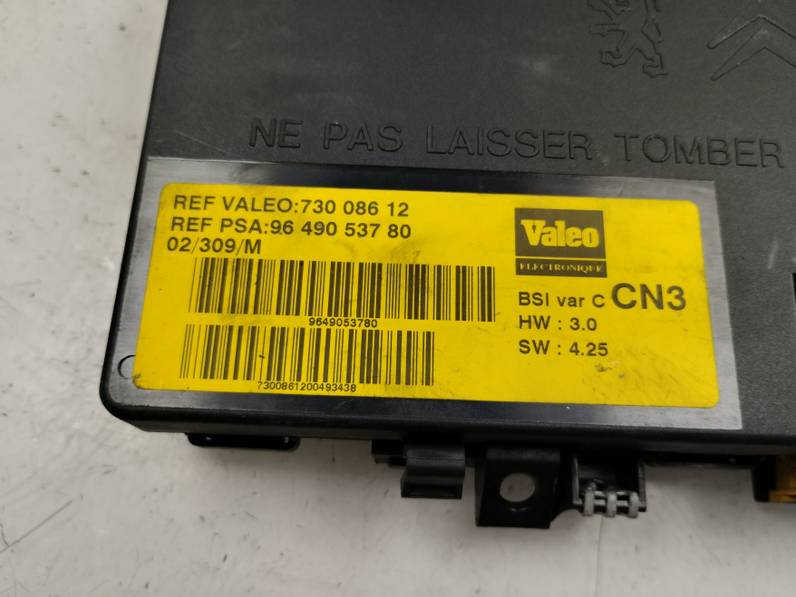 NE PAS LAISSER TOMBER
REF VALEO:730 086 12
REF PSA:96 490 537 80
02/309/M
9649053780
7300861200493438
Valeo
ELECTRONIQUE
BSI var C CN3
HW : 3.0
SW : 4.25